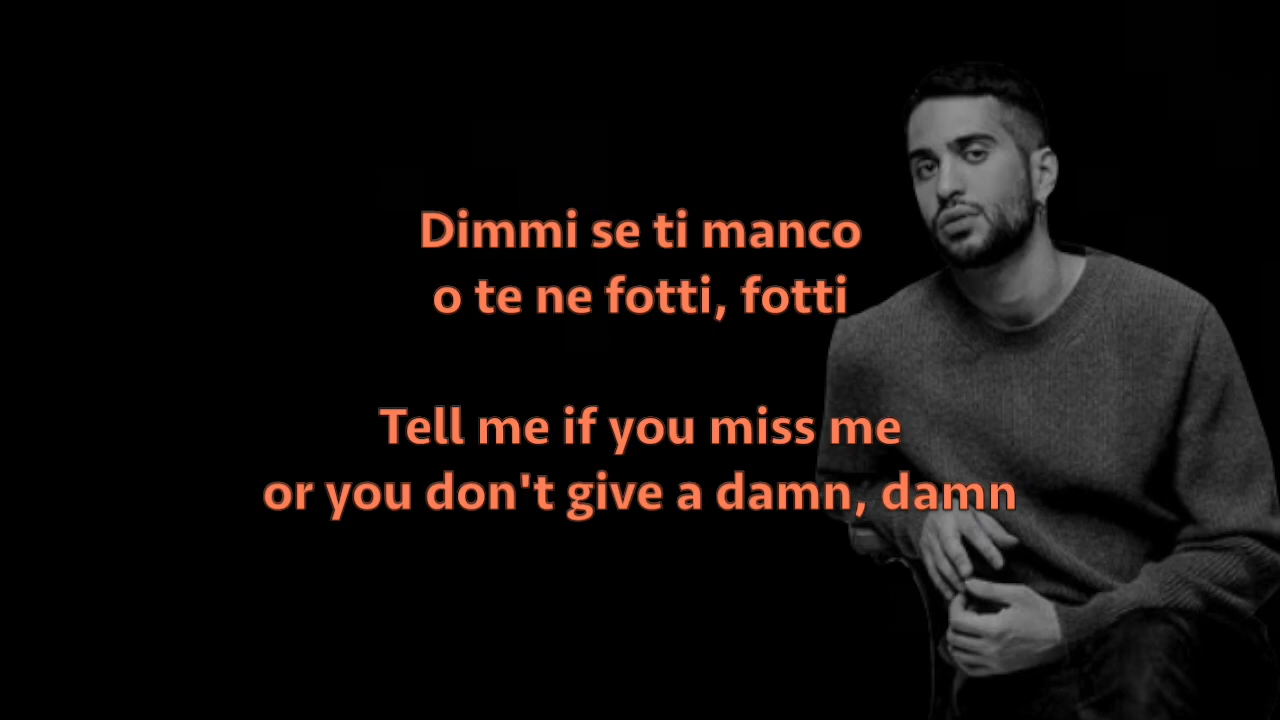 Dimmi se ti manco
o te ne fotti, fotti
Tell me if you miss me
or you don't give a damn, damn